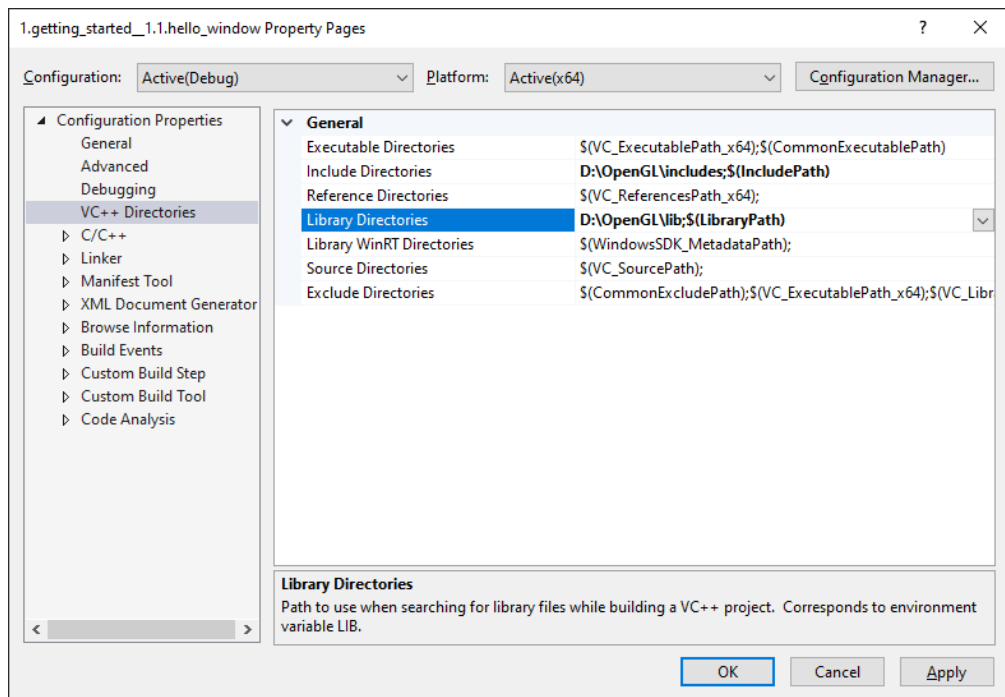 1.getting_started__1.1.hello_window Property Pages
Configuration: Active(Debug) Platform: Active(x64) Configuration Manager...
Configuration Properties
General
Advanced
Debugging
VC++ Directories
C/C++
Linker
Manifest Tool
XML Document Generator
Browse Information
Build Events
Custom Build Step
Custom Build Tool
Code Analysis
General
Executable Directories $(VC_ExecutablePath_x64);$(CommonExecutablePath)
Include Directories D:\OpenGL\includes;$(IncludePath)
Reference Directories $(VC_ReferencesPath_x64);
Library Directories D:\OpenGL\lib;$(LibraryPath)
Library WinRT Directories $(WindowsSDK_MetadataPath);
Source Directories $(VC_SourcePath);
Exclude Directories $(CommonExcludePath);$(VC_ExecutablePath_x64);$(VC_Libr
Library Directories
Path to use when searching for library files while building a VC++ project. Corresponds to environment
variable LIB.
OK Cancel Apply